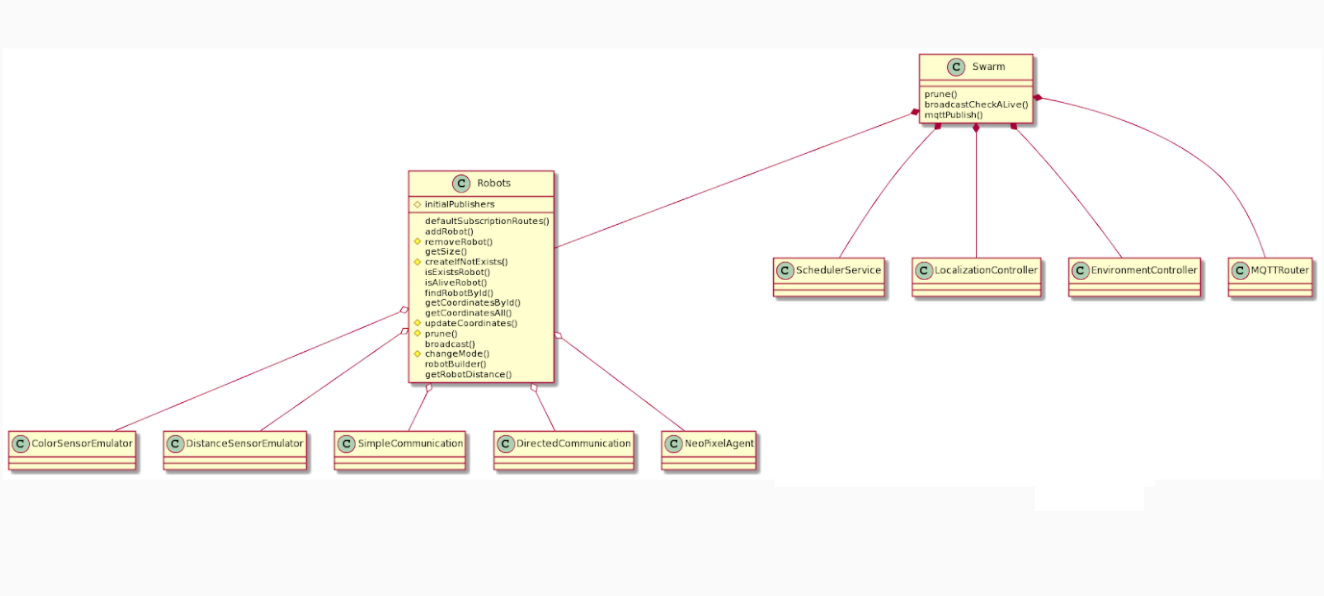 C Swarm
prune()
broadcastCheckALive()
mqttPublish()
C Robots
initialPublishers
defaultSubscriptionRoutes()
addRobot()
removeRobot()
getSize()
createIfNotExists()
isExistsRobot()
isAliveRobot()
findRobotById()
getCoordinatesById()
getCoordinatesAll()
updateCoordinates()
prune()
broadcast()
changeMode()
robotBuilder()
getRobotDistance()
C SchedulerService
C LocalizationController
C EnvironmentController
C MQTTRouter
C ColorSensorEmulator
C DistanceSensorEmulator
C SimpleCommunication
C DirectedCommunication
C NeoPixelAgent